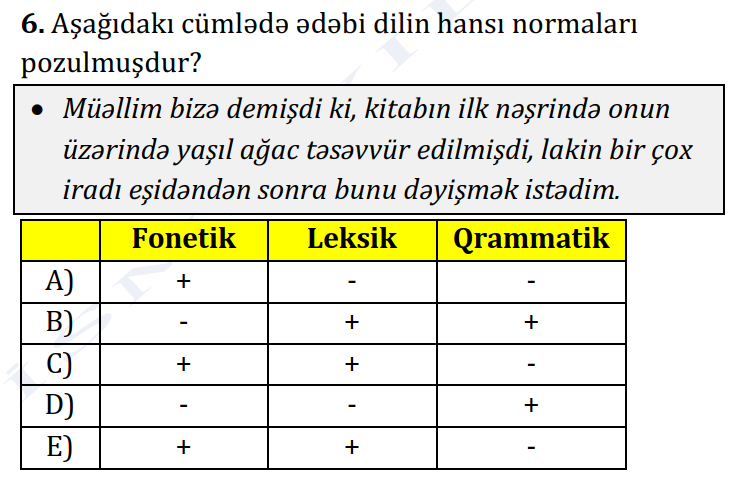 6. Aşağıdakı cümlədə ədəbi dilin hansı normaları
pozulmuşdur?
• Müəllim bizə demişdi ki, kitabın ilk nəşrində onun
üzərində yaşıl ağac təsəvvür edilmişdi, lakin bir çox
iradı eşidəndən sonra bunu dəyişmək istədim.
Fonetik Leksik Qrammatik
A) + - -
B) - + +
C) + + -
D) - - +
E) + + -